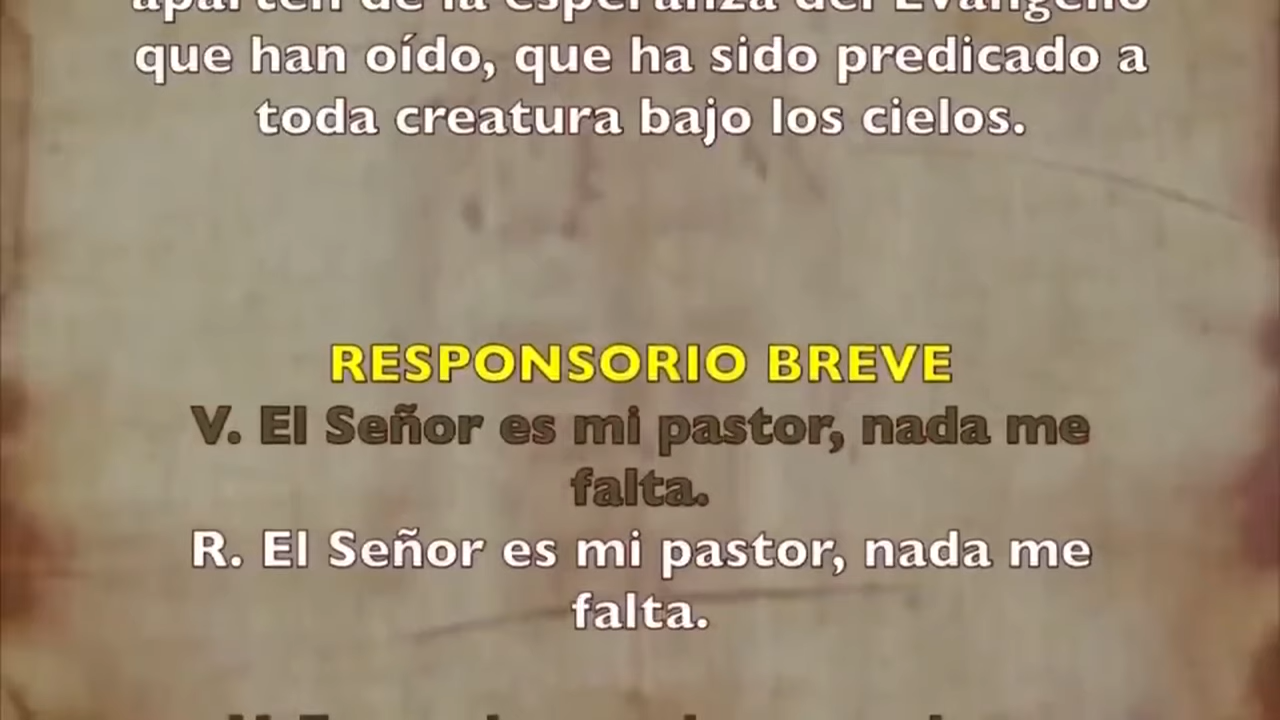 aparten de la esperanza del Evangelio
que han oído, que ha sido predicado a
toda creatura bajo los cielos.
RESPONSORIO BREVE
V. El Señor es mi pastor, nada me
falta.
R. El Señor es mi pastor, nada me
falta.